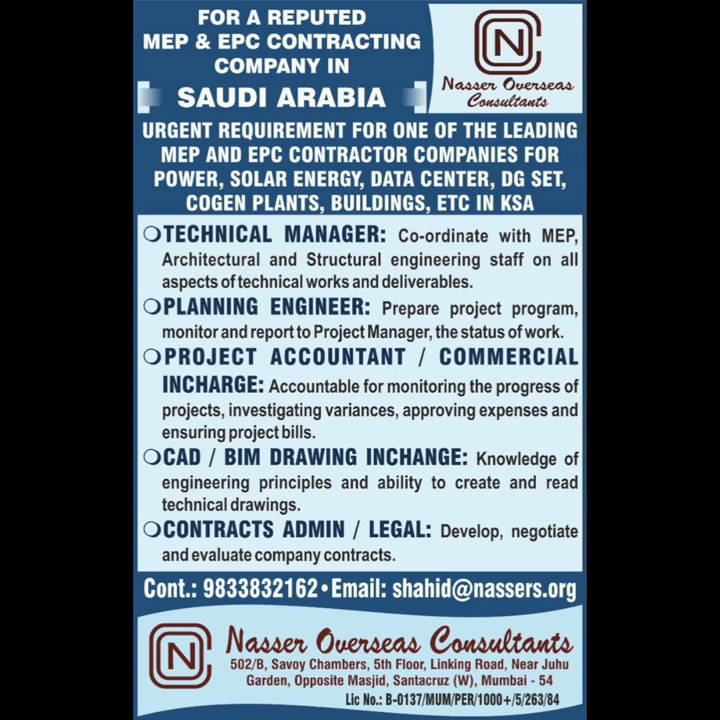 FOR A REPUTED
MEP & EPC CONTRACTING
COMPANY IN
SAUDI ARABIA
N
Nasser Overseas
Consultants
URGENT REQUIREMENT FOR ONE OF THE LEADING
MEP AND EPC CONTRACTOR COMPANIES FOR
POWER, SOLAR ENERGY, DATA CENTER, DG SET,
COGEN PLANTS, BUILDINGS, ETC IN KSA
❍TECHNICAL MANAGER: Co-ordinate with MEP,
Architectural and Structural engineering staff on all
aspects of technical works and deliverables.
❍PLANNING ENGINEER: Prepare project program,
monitor and report to Project Manager, the status of work.
❍PROJECT ACCOUNTANT / COMMERCIAL
INCHARGE: Accountable for monitoring the progress of
projects, investigating variances, approving expenses and
ensuring project bills.
❍CAD / BIM DRAWING INCHANGE: Knowledge of
engineering principles and ability to create and read
technical drawings.
❍CONTRACTS ADMIN / LEGAL: Develop, negotiate
and evaluate company contracts.
Cont.: 9833832162•Email: shahid@nassers.org
N
Nasser Overseas Consultants
502/B, Savoy Chambers, 5th Floor, Linking Road, Near Juhu
Garden, Opposite Masjid, Santacruz (W), Mumbai - 54
Lic No.: B-0137/MUM/PER/1000+/5/263/84